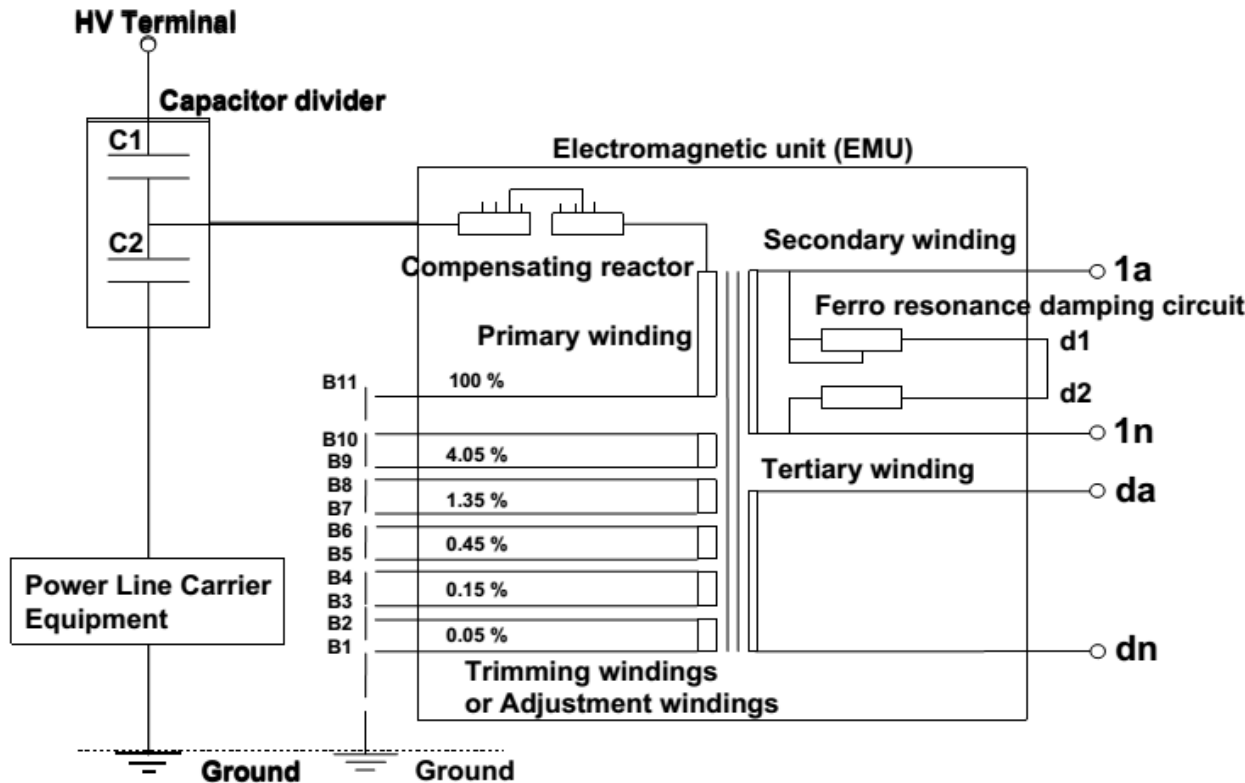 HV Terminal
Capacitor divider
C1
C2
Electromagnetic unit (EMU)
Compensating reactor
Secondary winding
1a
Ferro resonance damping circuit
d1
d2
Primary winding
1n
B11
100 %
B10
B9
4.05 %
Tertiary winding
da
B8
B7
1.35 %
B6
B5
0.45 %
B4
B3
0.15 %
B2
B1
0.05 %
dn
Power Line Carrier
Equipment
Trimming windings
or Adjustment windings
Ground
Ground